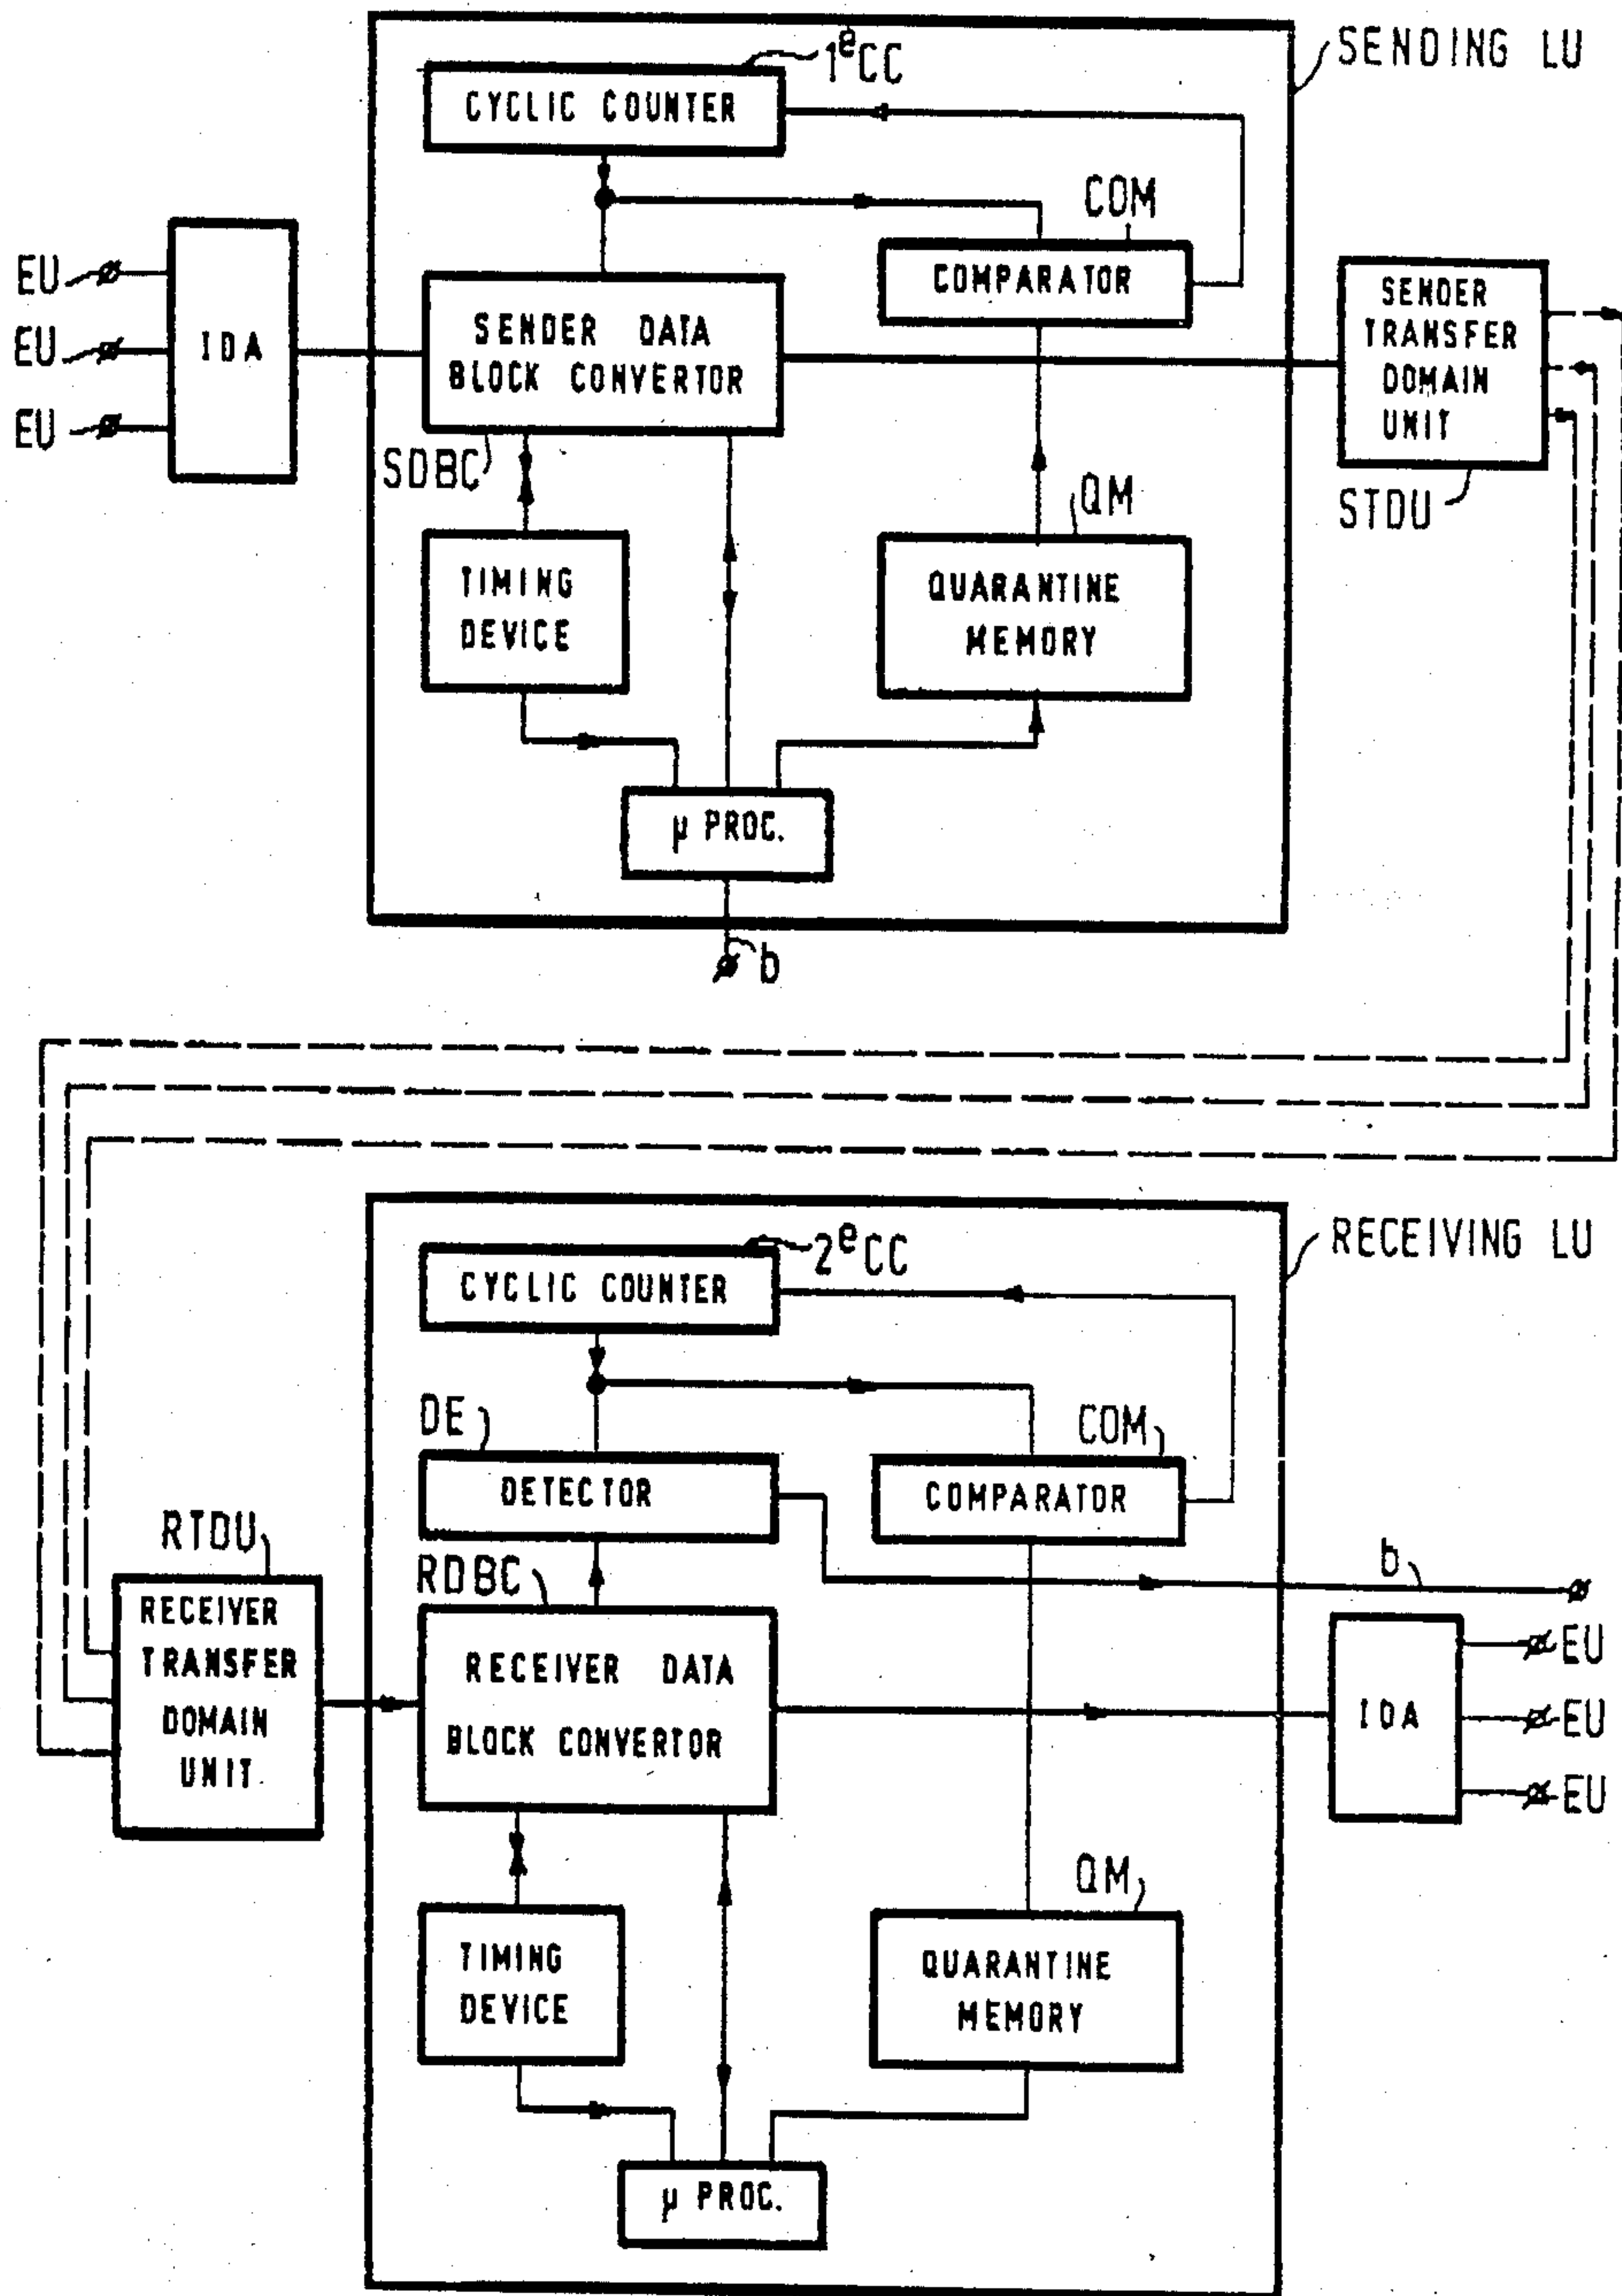 1eCC
SENDING LU
CYCLIC COUNTER
COM
EU
IDA
COMPARATOR
SENDER
TRANSFER
DOMAIN
UNIT
EU
SENDER DATA
BLOCK CONVERTOR
EU
SDBC
QM
STDU
TIMING
DEVICE
QUARANTINE
MEMORY
µ PROC.
b
2eCC
RECEIVING LU
CYCLIC COUNTER
DE
COM
DETECTOR
COMPARATOR
RTDU
RDBC
b
RECEIVER
TRANSFER
DOMAIN
UNIT
RECEIVER DATA
BLOCK CONVERTOR
IDA
EU
EU
EU
QM
TIMING
DEVICE
QUARANTINE
MEMORY
µ PROC.